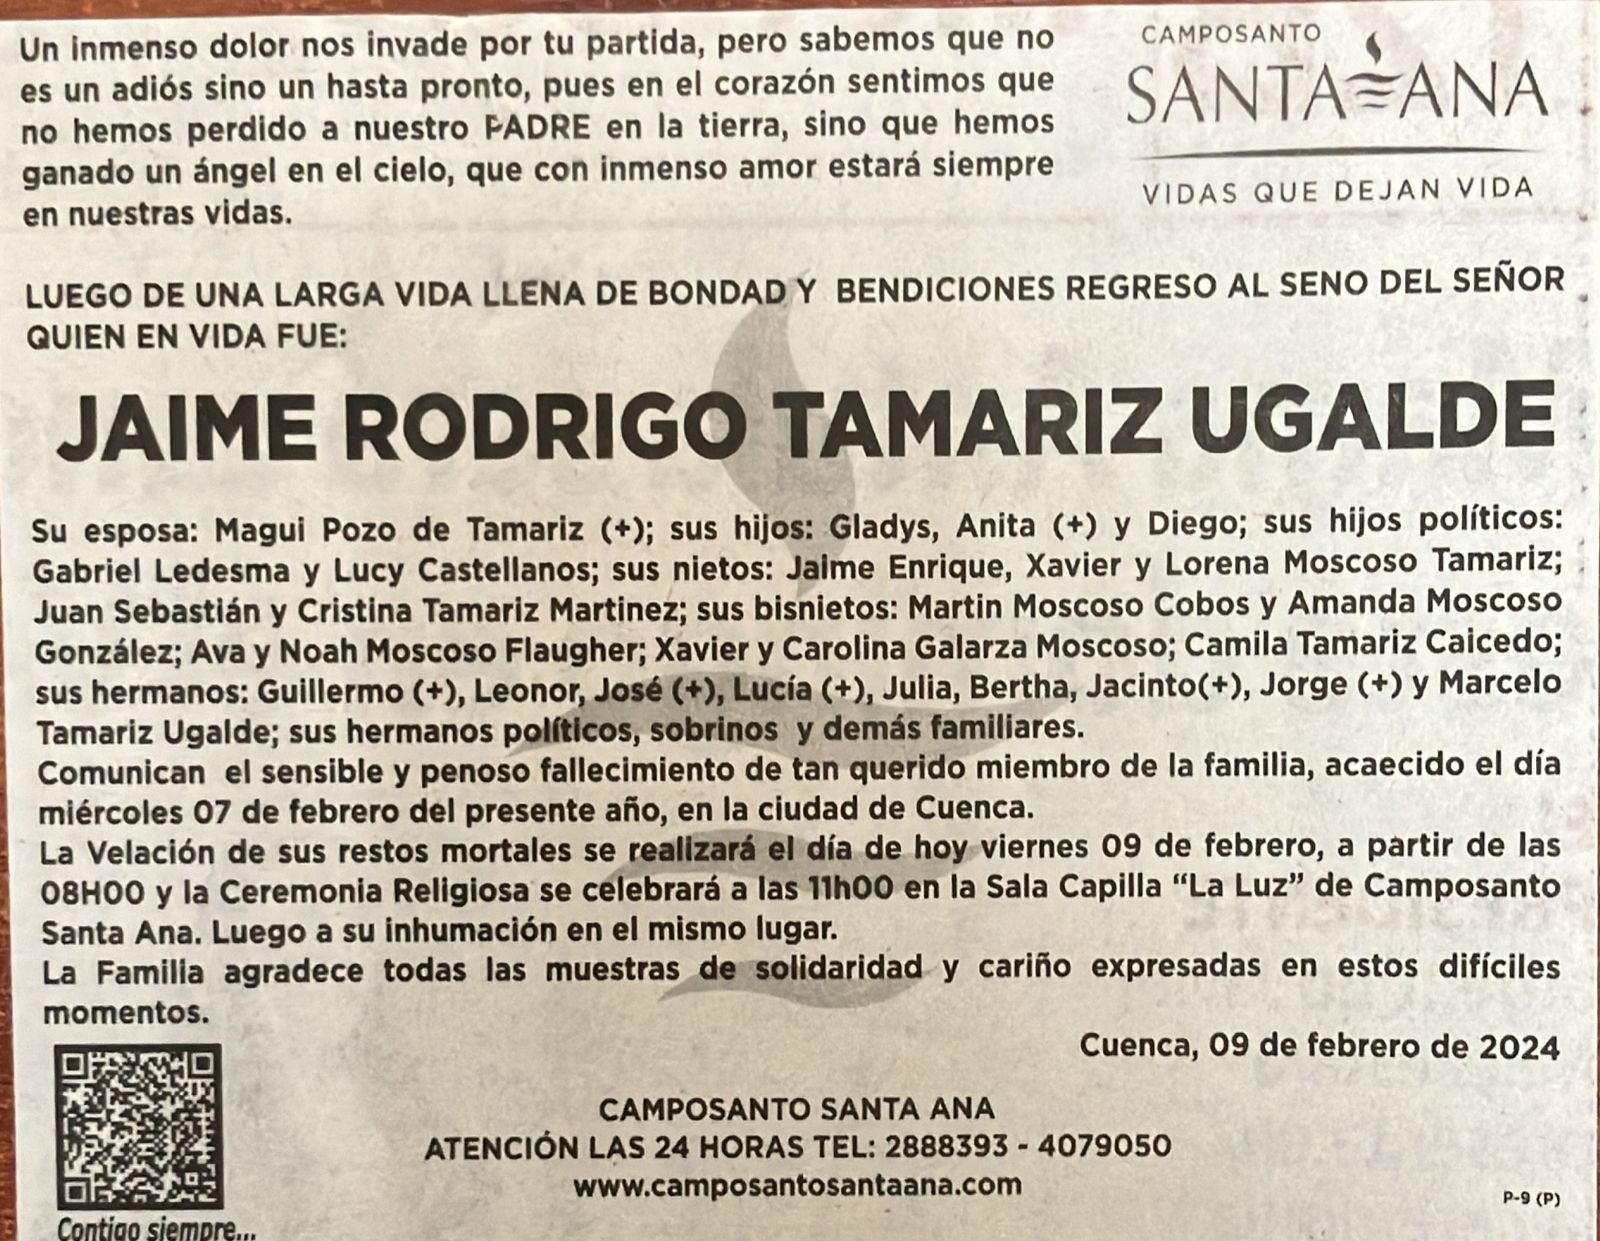 Un inmenso dolor nos invade por tu partida, pero sabemos que no
es un adiós sino un hasta pronto, pues en el corazón sentimos que
no hemos perdido a nuestro PADRE en la tierra, sino que hemos
ganado un ángel en el cielo, que con inmenso amor estará siempre
en nuestras vidas.
CAMPOSANTO
SANTA ANA
VIDAS QUE DEJAN VIDA
LUEGO DE UNA LARGA VIDA LLENA DE BONDAD Y BENDICIONES REGRESO AL SENO DEL SEÑOR
QUIEN EN VIDA FUE:
JAIME RODRIGO TAMARIZ UGALDE
Su esposa: Magui Pozo de Tamariz (+); sus hijos: Gladys, Anita (+) y Diego; sus hijos políticos:
Gabriel Ledesma y Lucy Castellanos; sus nietos: Jaime Enrique, Xavier y Lorena Moscoso Tamariz;
Juan Sebastián y Cristina Tamariz Martinez; sus bisnietos: Martin Moscoso Cobos y Amanda Moscoso
González; Ava y Noah Moscoso Flaugher; Xavier y Carolina Galarza Moscoso; Camila Tamariz Caicedo;
sus hermanos: Guillermo (+), Leonor, José (+), Lucía (+), Julia, Bertha, Jacinto(+), Jorge (+) y Marcelo
Tamariz Ugalde; sus hermanos políticos, sobrinos y demás familiares.
Comunican el sensible y penoso fallecimiento de tan querido miembro de la familia, acaecido el día
miércoles 07 de febrero del presente año, en la ciudad de Cuenca.
La Velación de sus restos mortales se realizará el día de hoy viernes 09 de febrero, a partir de las
08H00 y la Ceremonia Religiosa se celebrará a las 11h00 en la Sala Capilla “La Luz” de Camposanto
Santa Ana. Luego a su inhumación en el mismo lugar.
La Familia agradece todas las muestras de solidaridad y cariño expresadas en estos difíciles
momentos.
Cuenca, 09 de febrero de 2024
CAMPOSANTO SANTA ANA
ATENCIÓN LAS 24 HORAS TEL: 2888393 - 4079050
www.camposantosantaana.com
P-9 (P)
Contigo siempre...